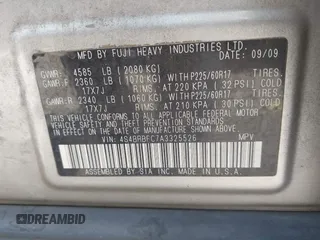 MFD BY FUJI HEAVY INDUSTRIES LTD. 09/09
GVWR: 4585 LB (2080 KG)
GAWR:F 2360 LB (1070 KG) WITH P225/60R17 TIRES,
17X7J RIMS, AT 220 KPA (32 PSI) COLD
GAWR:R 2340 LB (1060 KG) WITH P225/60R17 TIRES,
17X7J RIMS, AT 210 KPA (30 PSI) COLD
THIS VEHICLE CONFORMS TO ALL APPLICABLE
FEDERAL MOTOR VEHICLE SAFETY AND
THEFT PREVENTION STANDARDS IN EFFECT
ON THE DATE OF MANUFACTURE SHOWN ABOVE.
VIN: 4S4BRBFC7A3325526 MPV
ASSEMBLED BY SIA INC. IN U.S.A.
DREAMBID